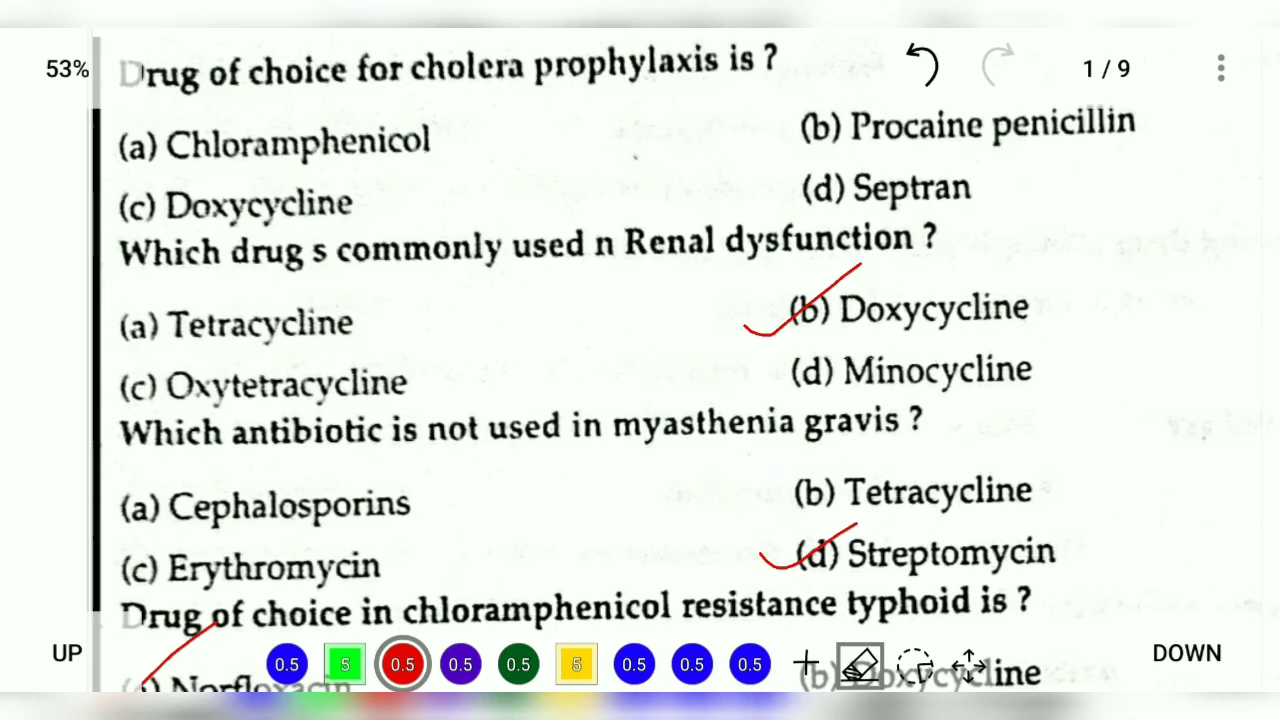 53%
Drug of choice for cholera prophylaxis is ?
1 / 9
(a) Chloramphenicol (b) Procaine penicillin
(c) Doxycycline (d) Septran
Which drug s commonly used n Renal dysfunction ?
(a) Tetracycline (b) Doxycycline
(c) Oxytetracycline (d) Minocycline
Which antibiotic is not used in myasthenia gravis ?
(a) Cephalosporins (b) Tetracycline
(c) Erythromycin (d) Streptomycin
Drug of choice in chloramphenicol resistance typhoid is ?
UP 0.5 5 0.5 0.5 0.5 5 0.5 0.5 0.5 DOWN
(a) Norfloxacin (b) Doxycycline